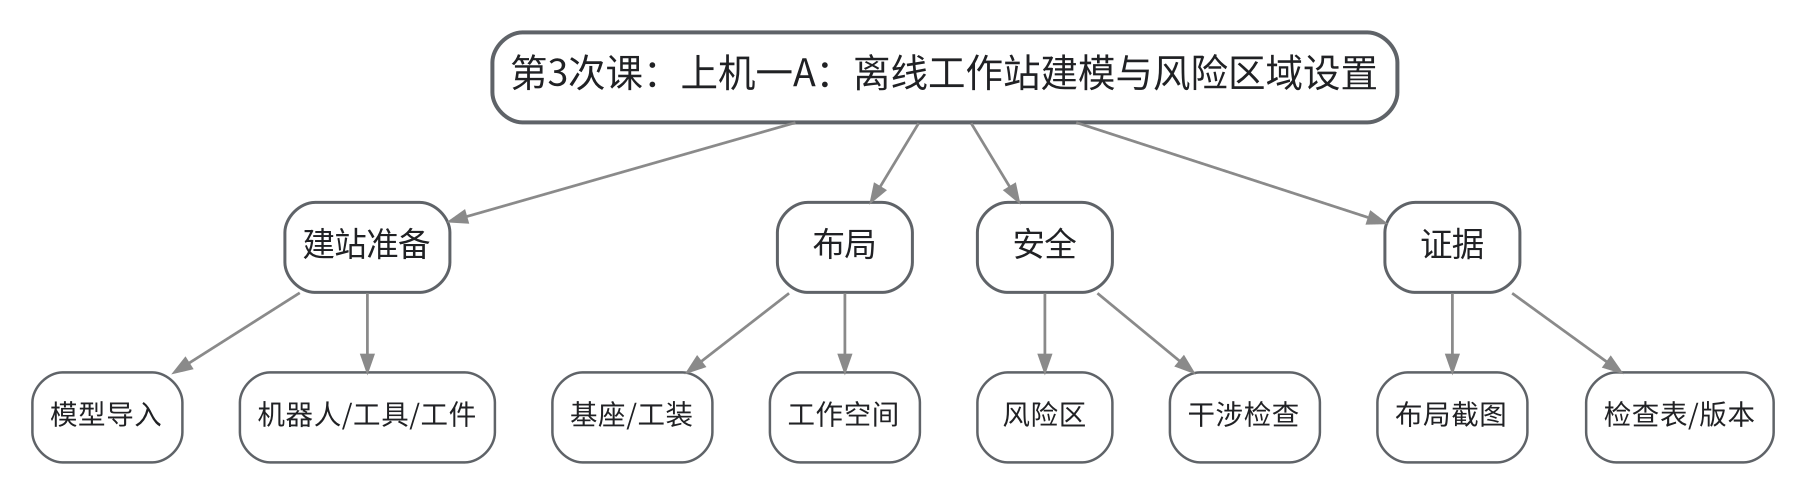 第3次课：上机一A：离线工作站建模与风险区域设置
建站准备
布局
安全
证据
模型导入
机器人/工具/工件
基座/工装
工作空间
风险区
干涉检查
布局截图
检查表/版本